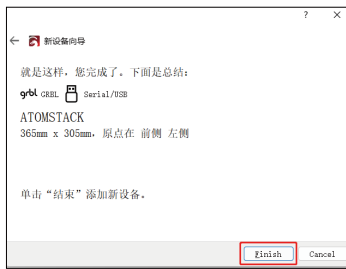 ? ×
← 新设备向导
就是这样，您完成了。下面是总结:
grbl GRBL Serial/USB
ATOMSTACK
365mm x 305mm，原点在 前侧 左侧
单击“结束”添加新设备。
Finish Cancel